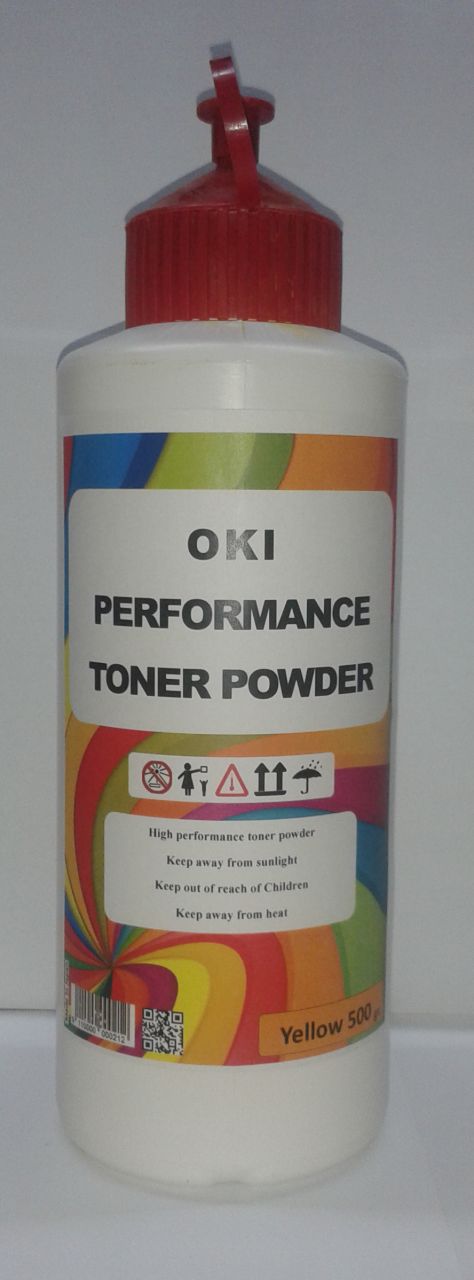 OKI
PERFORMANCE
TONER POWDER
High performance toner powder
Keep away from sunlight
Keep out of reach of Children
Keep away from heat
000212
Yellow 500